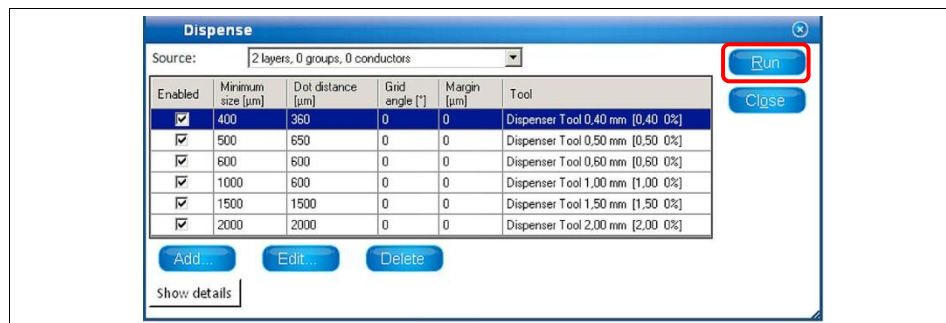 Dispense
Source: 2 layers, 0 groups, 0 conductors Run
Close
Enabled Minimum size [µm] Dot distance [µm] Grid angle [°] Margin [µm] Tool
400 360 0 0 Dispenser Tool 0,40 mm [0,40 0%]
500 650 0 0 Dispenser Tool 0,50 mm [0,50 0%]
600 600 0 0 Dispenser Tool 0,60 mm [0,60 0%]
1000 600 0 0 Dispenser Tool 1,00 mm [1,00 0%]
1500 1500 0 0 Dispenser Tool 1,50 mm [1,50 0%]
2000 2000 0 0 Dispenser Tool 2,00 mm [2,00 0%]
Add... Edit... Delete
Show details